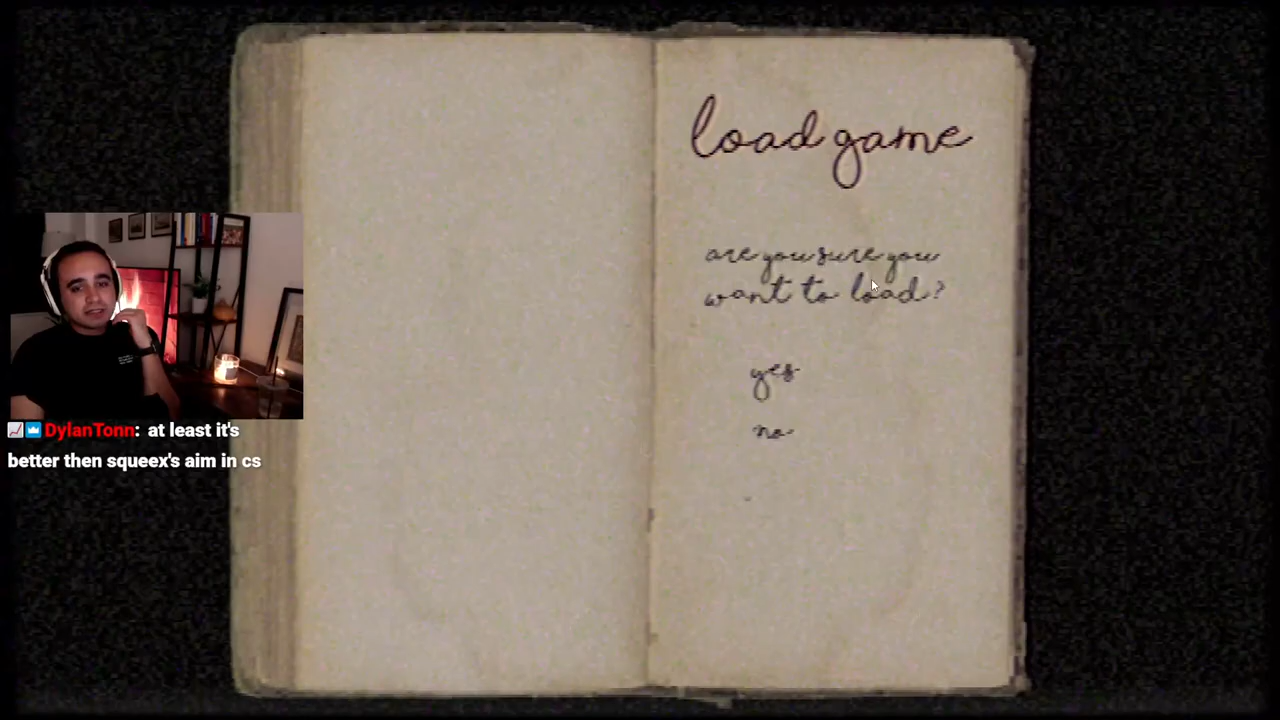 load game
are you sure you
want to load?
yes
no
DylanTonn: at least it's
better then squeex's aim in cs